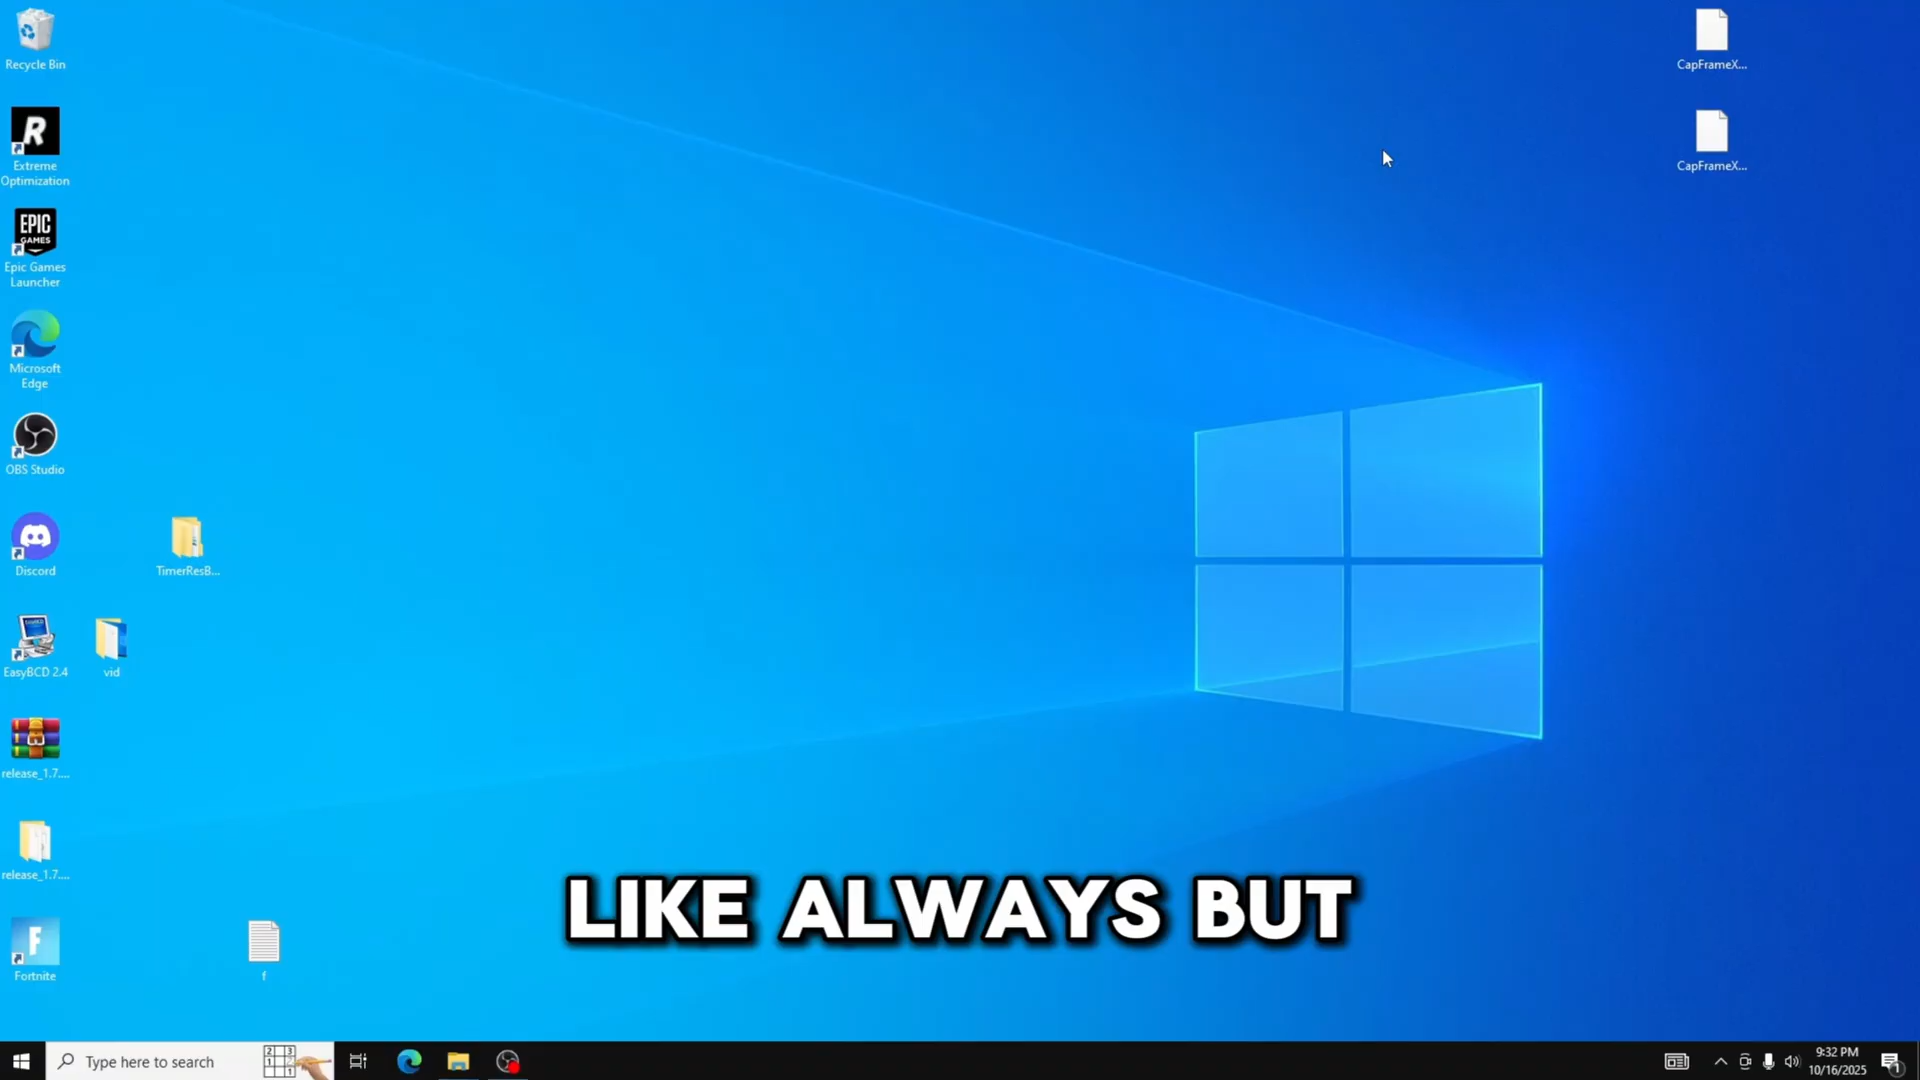 Recycle Bin
R
Extreme
Optimization
EPIC
GAMES
Epic Games
Launcher
Microsoft
Edge
OBS Studio
Discord
TimerResB...
EasyBCD 2.4
vid
release_1.7....
release_1.7....
F
Fortnite
f
CapFrameX...
CapFrameX...
LIKE ALWAYS BUT
Type here to search
9:32 PM
10/16/2025
1